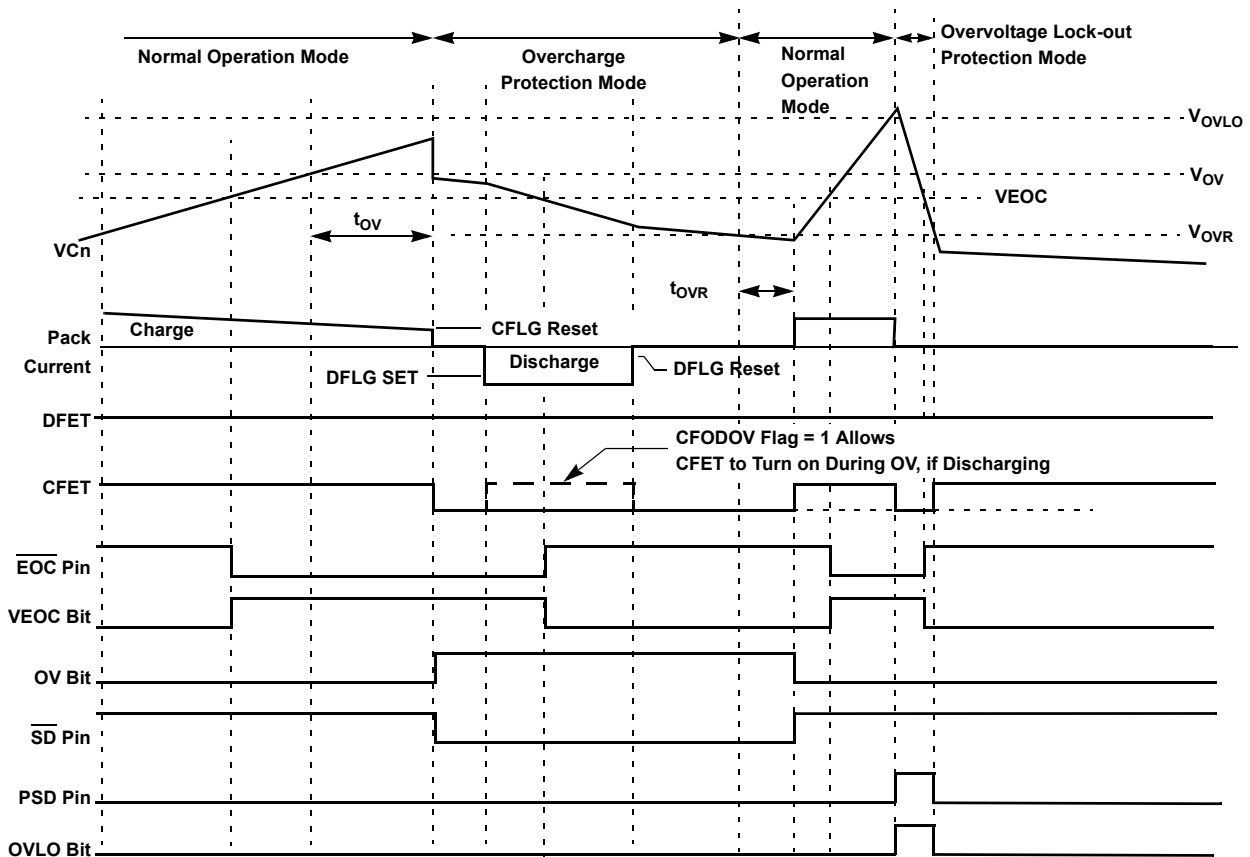 Normal Operation Mode
Overcharge
Protection Mode
Normal
Operation
Mode
Overvoltage Lock-out
Protection Mode
VOVLO
VOV
VEOC
VOVR
VCn
tOV
tOVR
Pack
Current
Charge
CFLG Reset
DFLG SET
Discharge
DFLG Reset
DFET
CFODOV Flag = 1 Allows
CFET to Turn on During OV, if Discharging
CFET
EOC Pin
VEOC Bit
OV Bit
SD Pin
PSD Pin
OVLO Bit